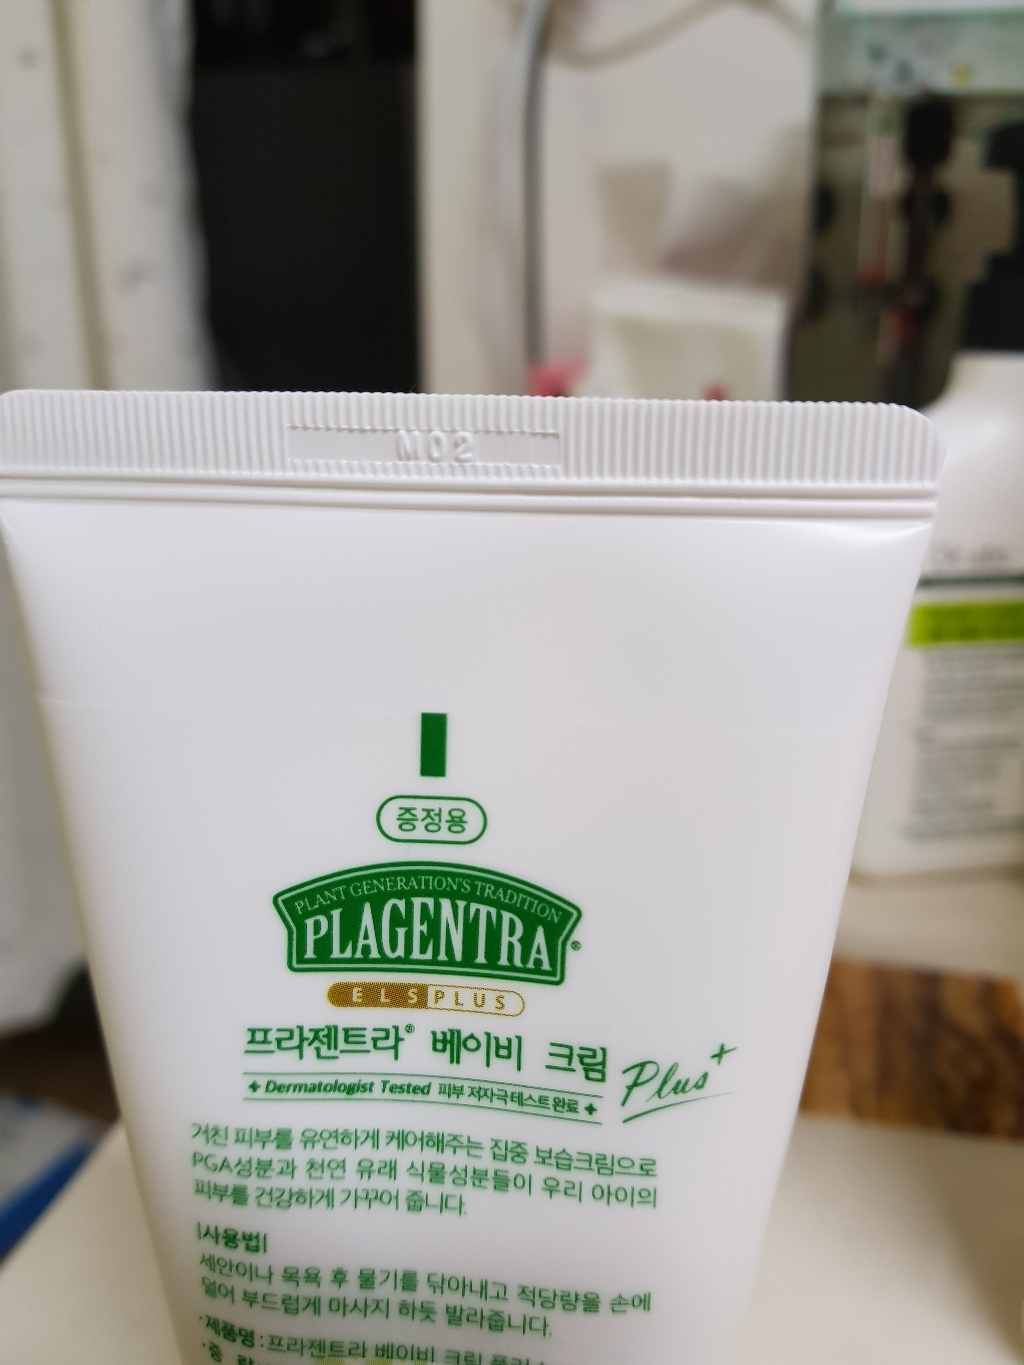 M02
증정용
PLANT GENERATION'S TRADITION
PLAGENTRA®
ELSPLUS
프라젠트라® 베이비 크림 Plus+
+ Dermatologist Tested 피부 저자극테스트완료 +
거친 피부를 유연하게 케어해주는 집중 보습크림으로
PGA성분과 천연 유래 식물성분들이 우리 아이의
피부를 건강하게 가꾸어 줍니다.
|사용법|
세안이나 목욕 후 물기를 닦아내고 적당량을 손에
덜어 부드럽게 마사지 하듯 발라줍니다.
·제품명 : 프라젠트라 베이비 크림
·중 량